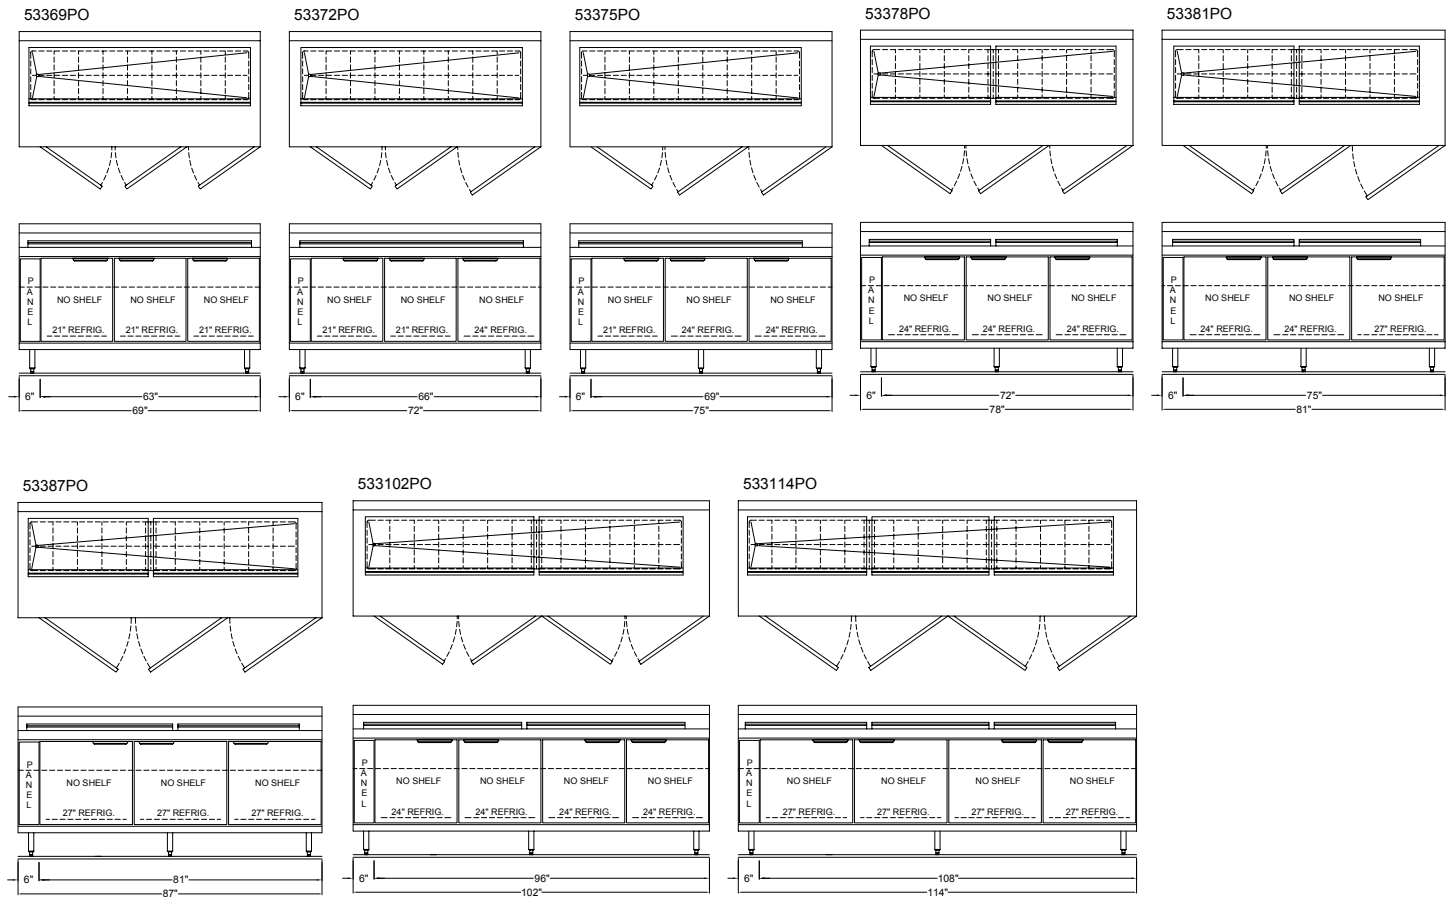 53369PO
53372PO
53375PO
53378PO
53381PO
PANEL
NO SHELF
NO SHELF
NO SHELF
21" REFRIG.
21" REFRIG.
21" REFRIG.
6"
63"
69"
PANEL
NO SHELF
NO SHELF
NO SHELF
21" REFRIG.
21" REFRIG.
24" REFRIG.
6"
66"
72"
PANEL
NO SHELF
NO SHELF
NO SHELF
21" REFRIG.
24" REFRIG.
24" REFRIG.
6"
69"
75"
PANEL
NO SHELF
NO SHELF
NO SHELF
24" REFRIG.
24" REFRIG.
24" REFRIG.
6"
72"
78"
PANEL
NO SHELF
NO SHELF
NO SHELF
24" REFRIG.
24" REFRIG.
27" REFRIG.
6"
75"
81"
53387PO
533102PO
533114PO
PANEL
NO SHELF
NO SHELF
NO SHELF
27" REFRIG.
27" REFRIG.
27" REFRIG.
6"
81"
87"
PANEL
NO SHELF
NO SHELF
NO SHELF
NO SHELF
24" REFRIG.
24" REFRIG.
24" REFRIG.
24" REFRIG.
6"
96"
102"
PANEL
NO SHELF
NO SHELF
NO SHELF
NO SHELF
27" REFRIG.
27" REFRIG.
27" REFRIG.
27" REFRIG.
6"
108"
114"